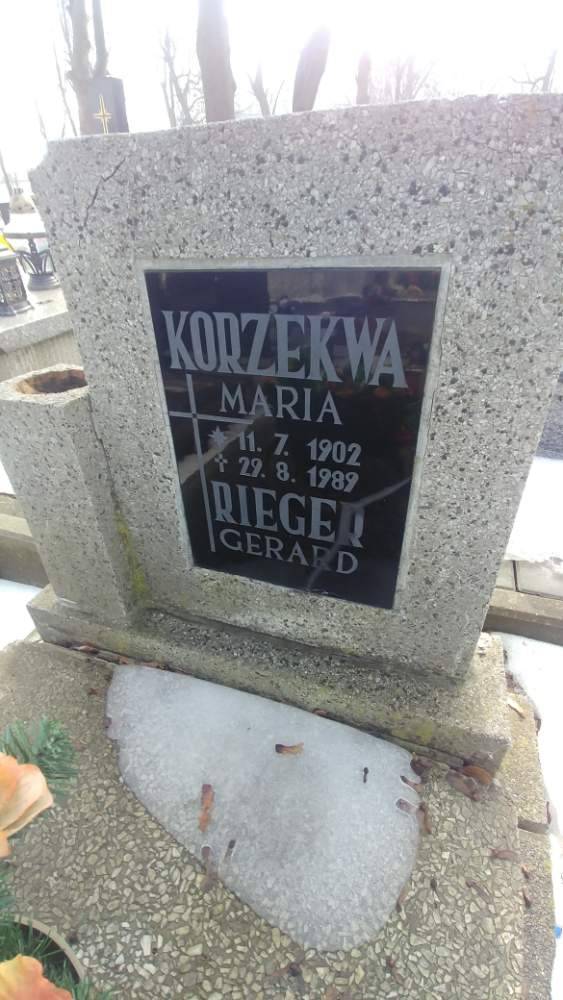 KORZEKWA
MARIA
* 11. 7. 1902
✝ 29. 8. 1989
RIEGER
GERARD